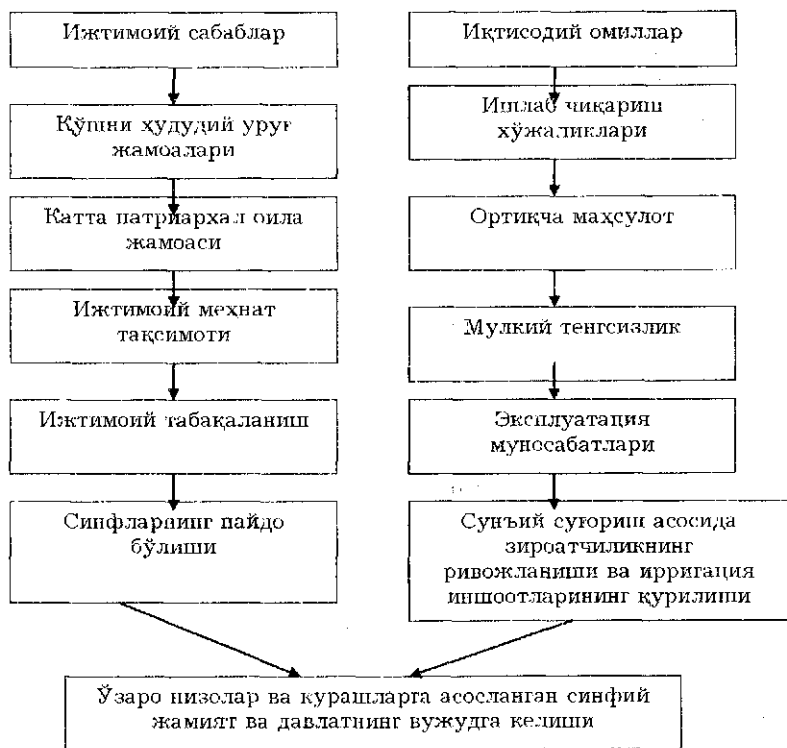 Ижтимоий сабаблар
Қўшни ҳудудий уруғ
жамоалари
Катта патриархал оила
жамоаси
Ижтимоий меҳнат
тақсимоти
Ижтимоий табақаланиш
Синфларнинг пайдо
бўлиши
Иқтисодий омиллар
Ишлаб чиқариш
хўжаликлари
Ортиқча маҳсулот
Мулкий тенгсизлик
Эксплуатация
муносабатлари
Сунъий суғориш асосида
зироатчиликнинг
ривожланиши ва ирригация
иншоотларининг қурилиши
Ўзаро низолар ва курашларга асосланган синфий
жамият ва давлатнинг вужудга келиши